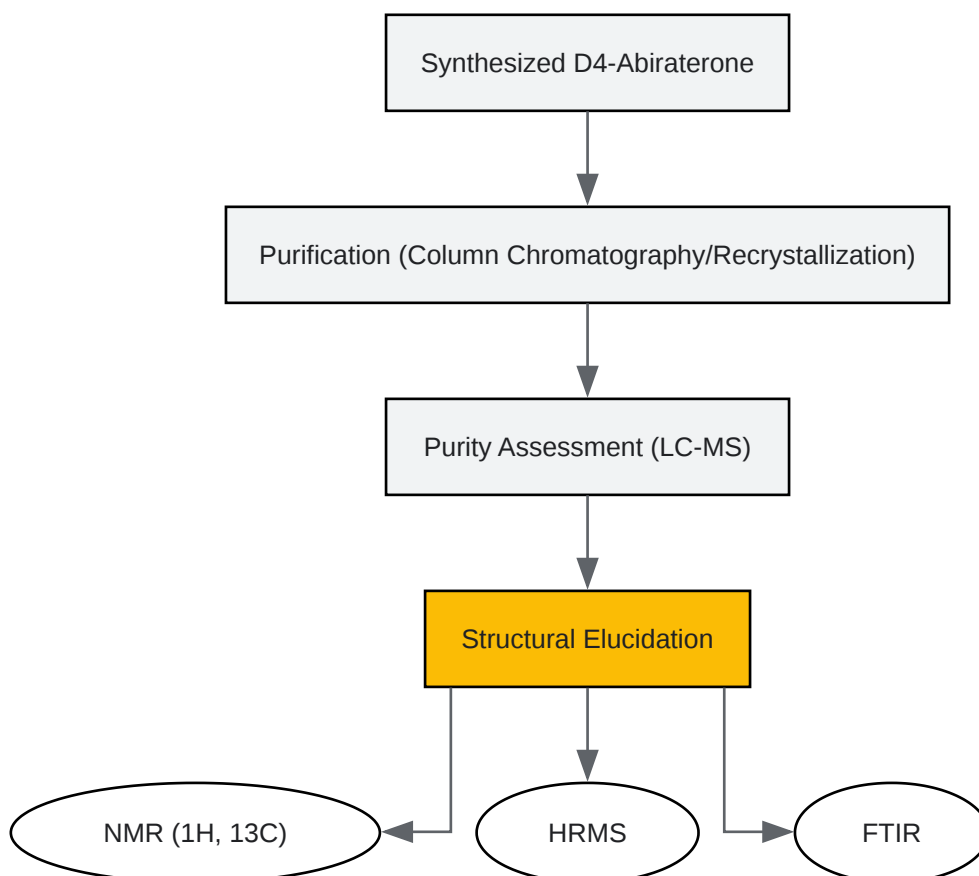 Synthesized D4-Abiraterone
Purification (Column Chromatography/Recrystallization)
Purity Assessment (LC-MS)
Structural Elucidation
NMR (1H, 13C)
HRMS
FTIR